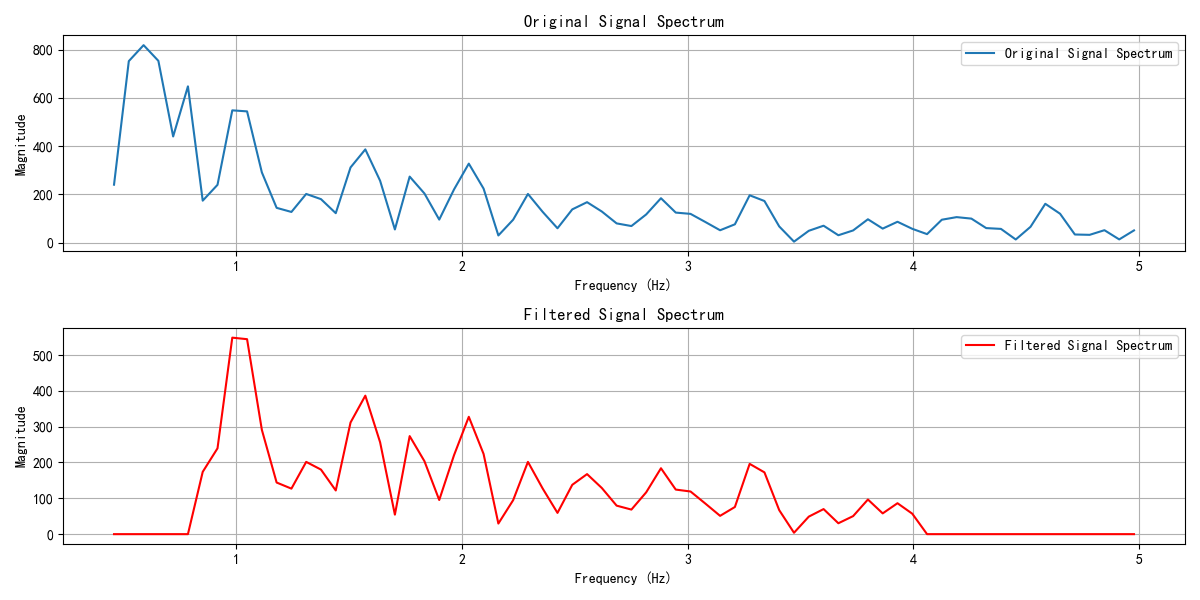 Original Signal Spectrum
Original Signal Spectrum
Magnitude
800
600
400
200
0
1 2 3 4 5
Frequency (Hz)
Filtered Signal Spectrum
Filtered Signal Spectrum
Magnitude
500
400
300
200
100
0
1 2 3 4 5
Frequency (Hz)